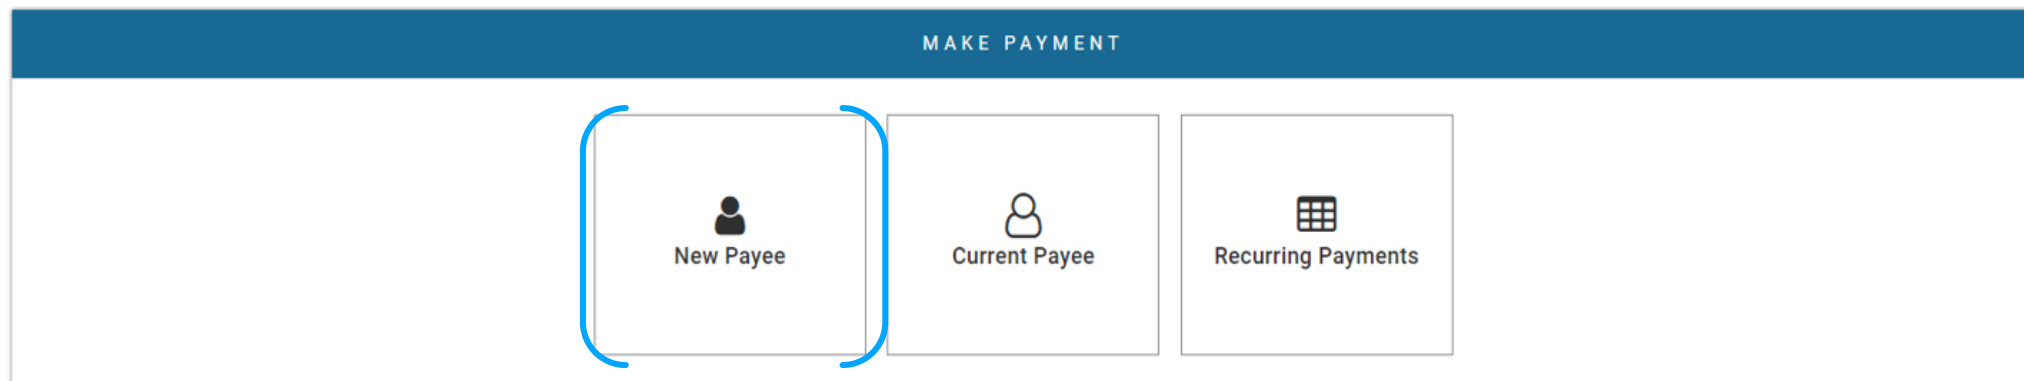 MAKE PAYMENT
New Payee
Current Payee
Recurring Payments